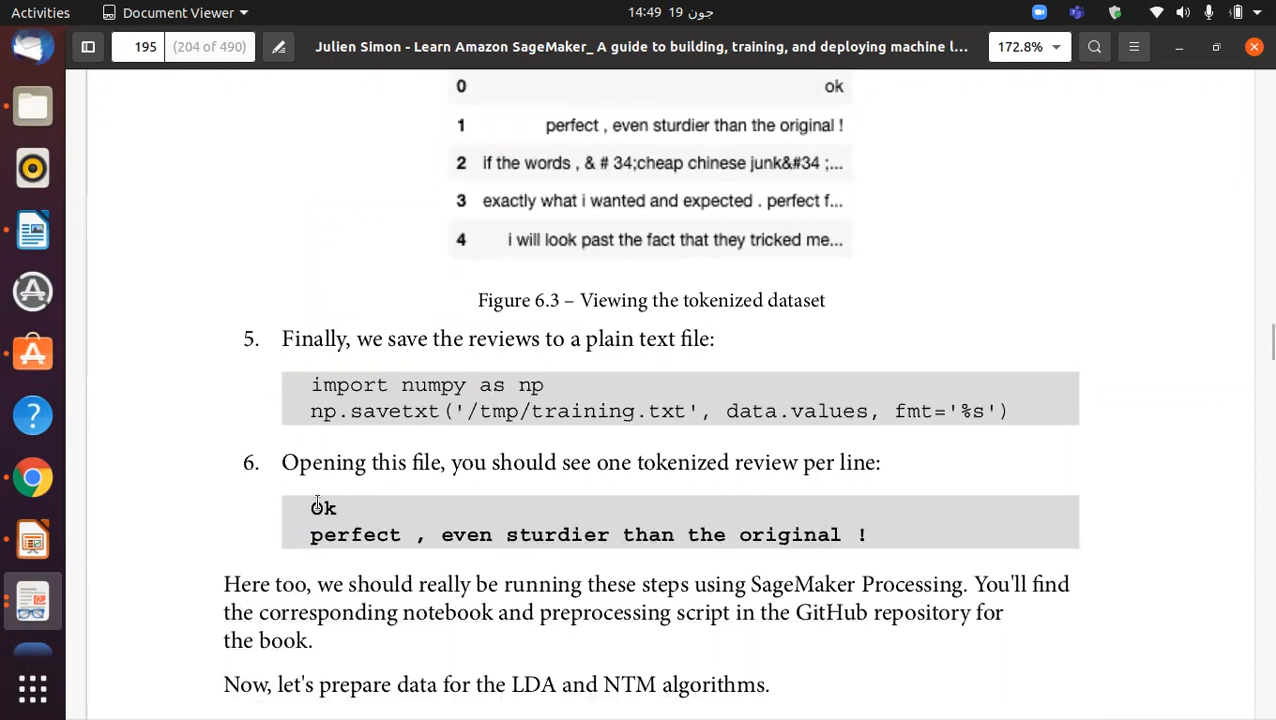 Activities
Document Viewer
14:49 19 جون
195
(204 of 490)
Julien Simon - Learn Amazon SageMaker_ A guide to building, training, and deploying machine l...
172.8%
0 ok
1 perfect , even sturdier than the original !
2 if the words , & # 34;cheap chinese junk&#34 ;...
3 exactly what i wanted and expected . perfect f...
4 i will look past the fact that they tricked me...
Figure 6.3 – Viewing the tokenized dataset
5. Finally, we save the reviews to a plain text file:
import numpy as np
np.savetxt('/tmp/training.txt', data.values, fmt='%s')
6. Opening this file, you should see one tokenized review per line:
Ok
perfect , even sturdier than the original !
Here too, we should really be running these steps using SageMaker Processing. You'll find
the corresponding notebook and preprocessing script in the GitHub repository for
the book.
Now, let's prepare data for the LDA and NTM algorithms.